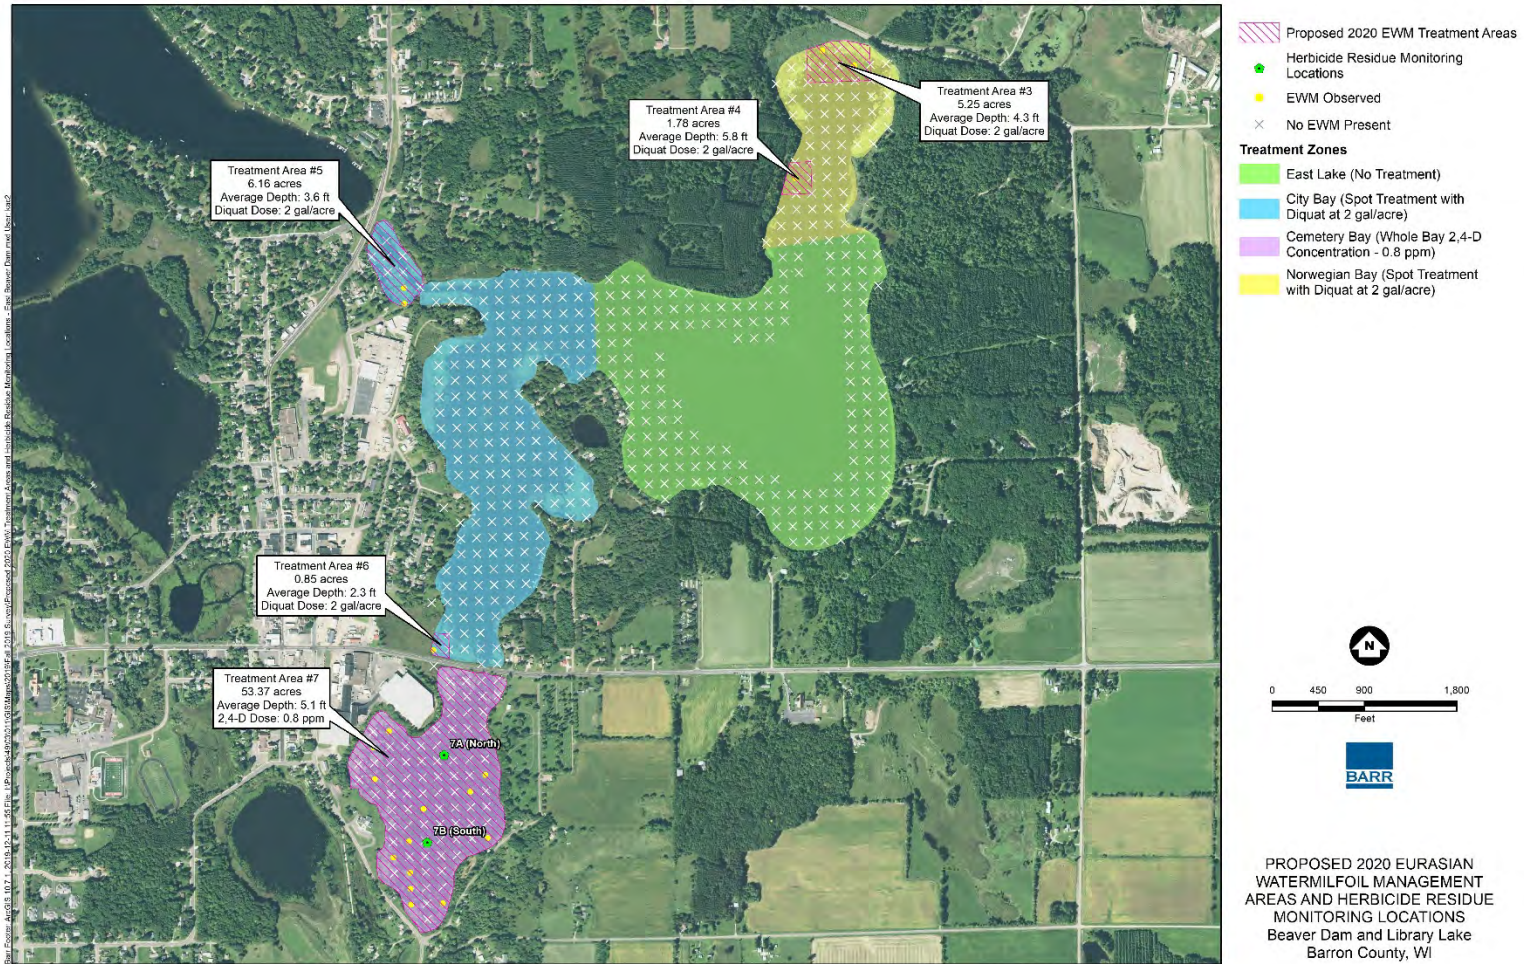 Treatment Area #3
5.25 acres
Average Depth: 4.3 ft
Diquat Dose: 2 gal/acre
Treatment Area #4
1.78 acres
Average Depth: 5.8 ft
Diquat Dose: 2 gal/acre
Treatment Area #5
6.16 acres
Average Depth: 3.6 ft
Diquat Dose: 2 gal/acre
Treatment Area #6
0.85 acres
Average Depth: 2.3 ft
Diquat Dose: 2 gal/acre
Treatment Area #7
53.37 acres
Average Depth: 5.1 ft
2,4-D Dose: 0.8 ppm
7A (North)
7B (South)
Proposed 2020 EWM Treatment Areas
Herbicide Residue Monitoring
Locations
EWM Observed
No EWM Present
Treatment Zones
East Lake (No Treatment)
City Bay (Spot Treatment with
Diquat at 2 gal/acre)
Cemetery Bay (Whole Bay 2,4-D
Concentration - 0.8 ppm)
Norwegian Bay (Spot Treatment
with Diquat at 2 gal/acre)
N
0 450 900 1,800
Feet
BARR
PROPOSED 2020 EURASIAN
WATERMILFOIL MANAGEMENT
AREAS AND HERBICIDE RESIDUE
MONITORING LOCATIONS
Beaver Dam and Library Lake
Barron County, WI